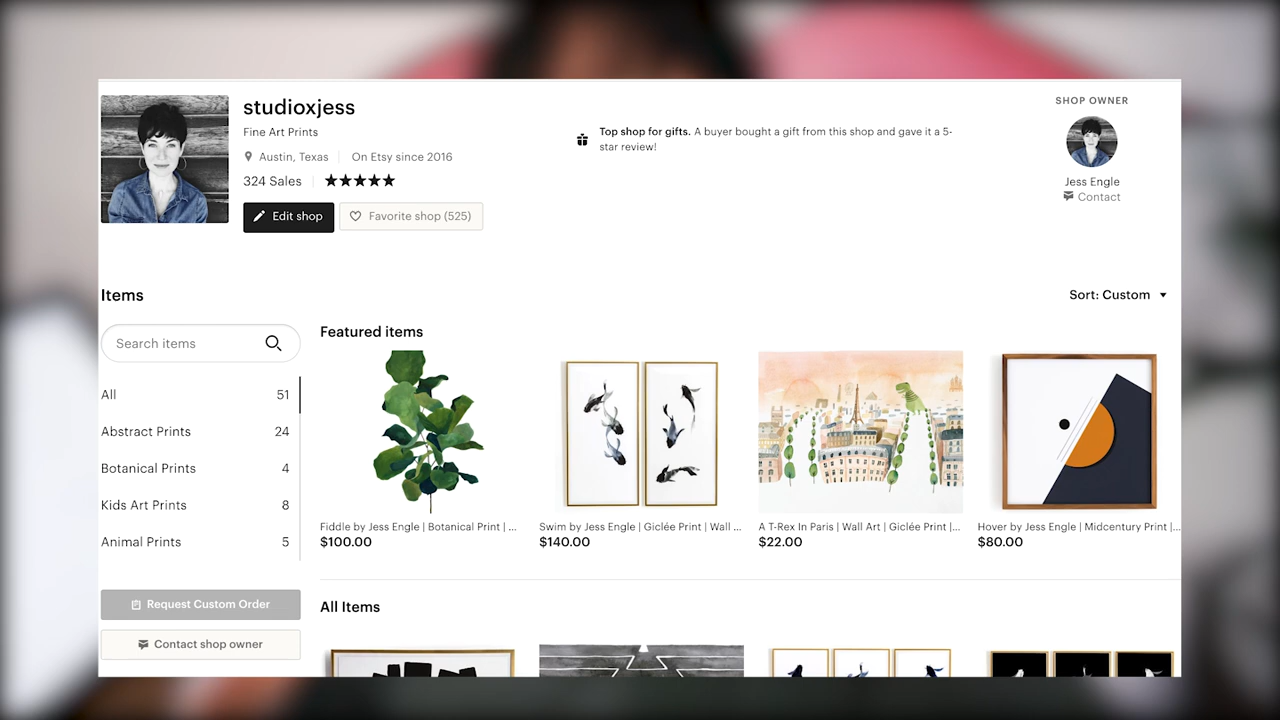 studioxjess
Fine Art Prints
Austin, Texas
On Etsy since 2016
324 Sales
Edit shop
Favorite shop (525)
Top shop for gifts. A buyer bought a gift from this shop and gave it a 5-
star review!
SHOP OWNER
Jess Engle
Contact
Items
Sort: Custom
Search items
All 51
Abstract Prints 24
Botanical Prints 4
Kids Art Prints 8
Animal Prints 5
Request Custom Order
Contact shop owner
Featured items
Fiddle by Jess Engle | Botanical Print | ...
$100.00
Swim by Jess Engle | Giclée Print | Wall ...
$140.00
A T-Rex In Paris | Wall Art | Giclée Print |...
$22.00
Hover by Jess Engle | Midcentury Print |...
$80.00
All Items